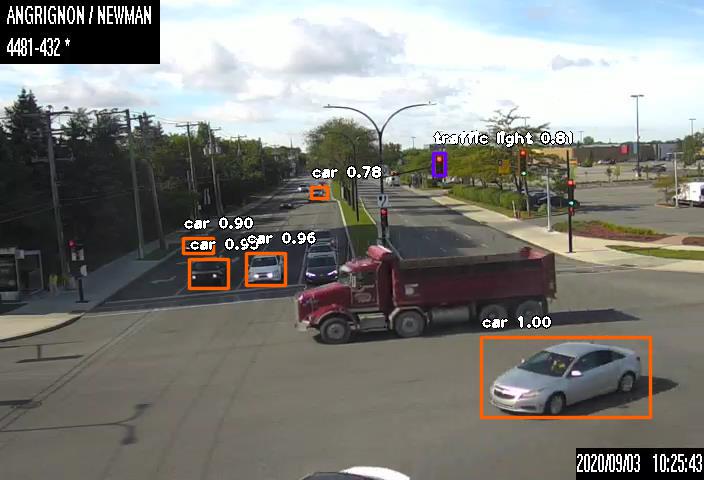 ANGRIGNON / NEWMAN
4481-432 *
traffic light 0.81
car 0.78
car 0.90
car 0.96
car 1.00
2020/09/03 10:25:43